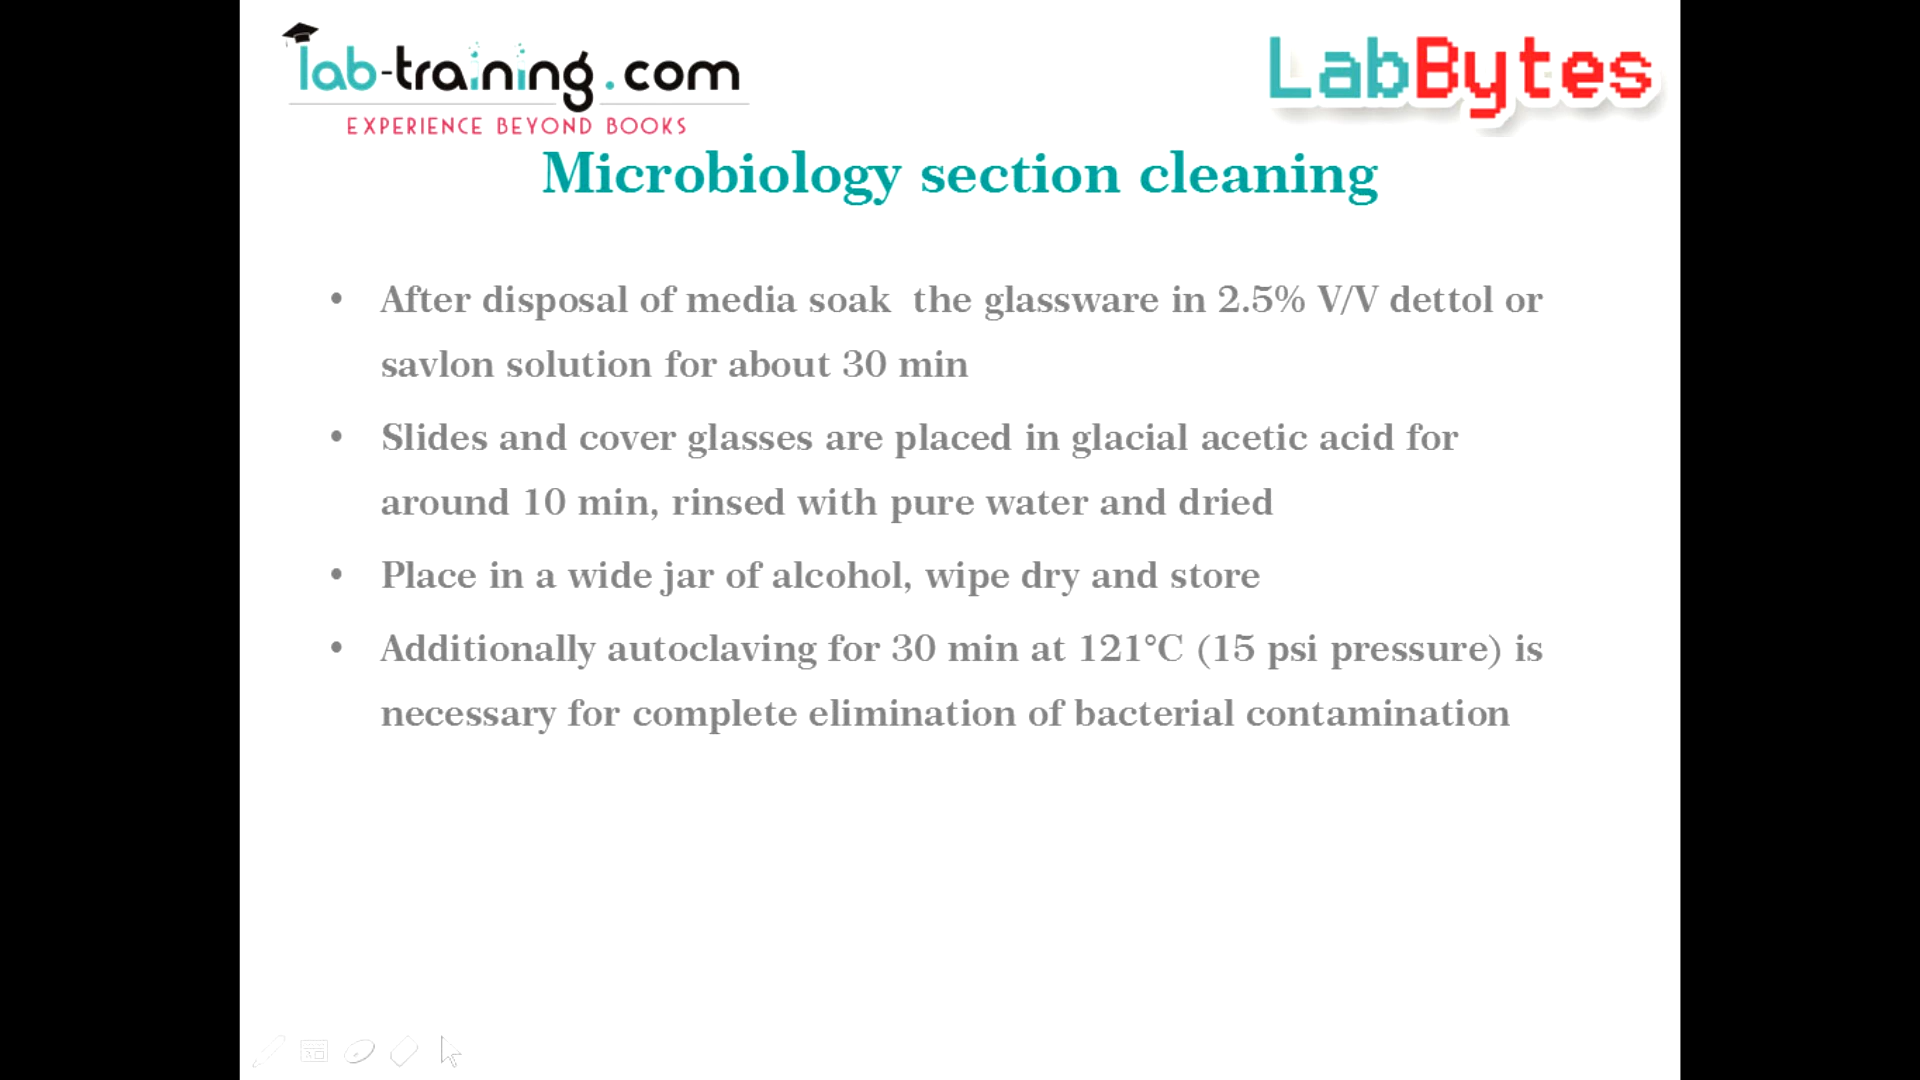 lab-training.com
EXPERIENCE BEYOND BOOKS
LabBytes
Microbiology section cleaning
• After disposal of media soak  the glassware in 2.5% V/V dettol or
savlon solution for about 30 min
• Slides and cover glasses are placed in glacial acetic acid for
around 10 min, rinsed with pure water and dried
• Place in a wide jar of alcohol, wipe dry and store
• Additionally autoclaving for 30 min at 121°C (15 psi pressure) is
necessary for complete elimination of bacterial contamination